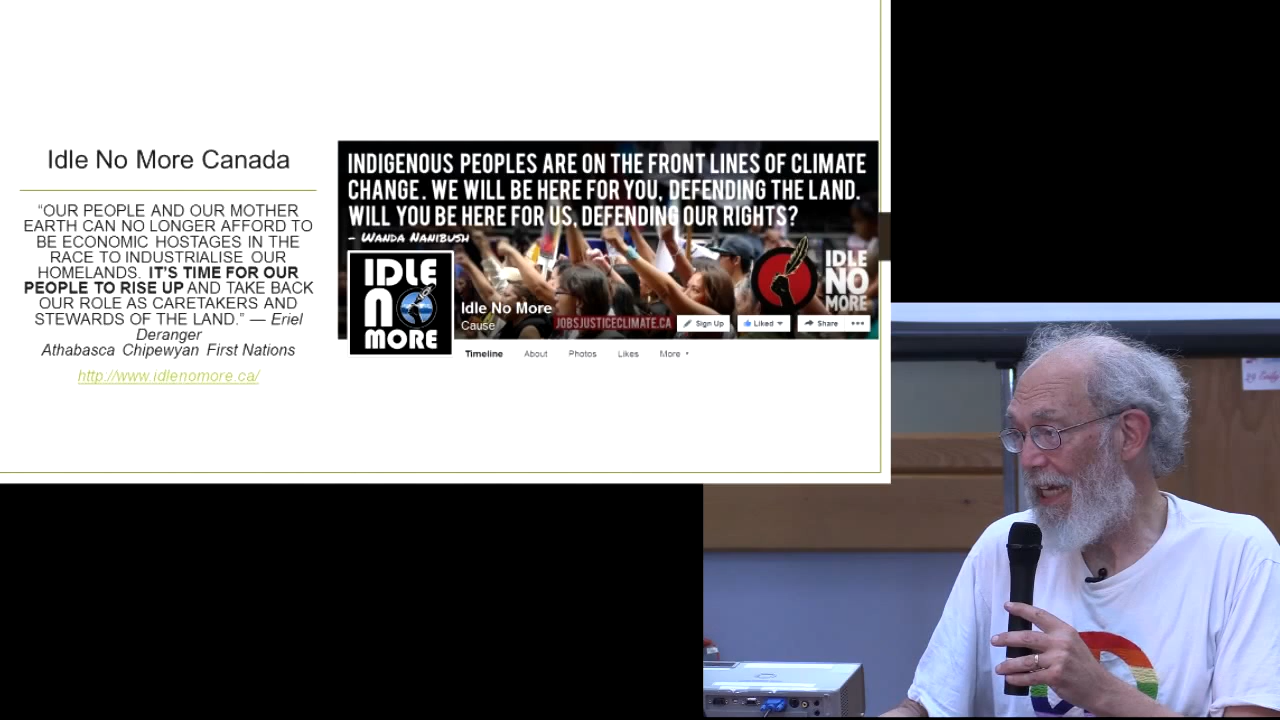 Idle No More Canada
“OUR PEOPLE AND OUR MOTHER
EARTH CAN NO LONGER AFFORD TO
BE ECONOMIC HOSTAGES IN THE
RACE TO INDUSTRIALISE OUR
HOMELANDS. IT’S TIME FOR OUR
PEOPLE TO RISE UP AND TAKE BACK
OUR ROLE AS CARETAKERS AND
STEWARDS OF THE LAND.” — Eriel
Deranger
Athabasca Chipewyan First Nations
http://www.idlenomore.ca/
INDIGENOUS PEOPLES ARE ON THE FRONT LINES OF CLIMATE
CHANGE. WE WILL BE HERE FOR YOU, DEFENDING THE LAND.
WILL YOU BE HERE FOR US, DEFENDING OUR RIGHTS?
– WANDA NANIBUSH
IDLE
NO
MORE
IDLE
NO
MORE
Idle No More
Cause
JOBSJUSTICECLIMATE.CA
Sign Up
Liked
Share
Timeline
About
Photos
Likes
More